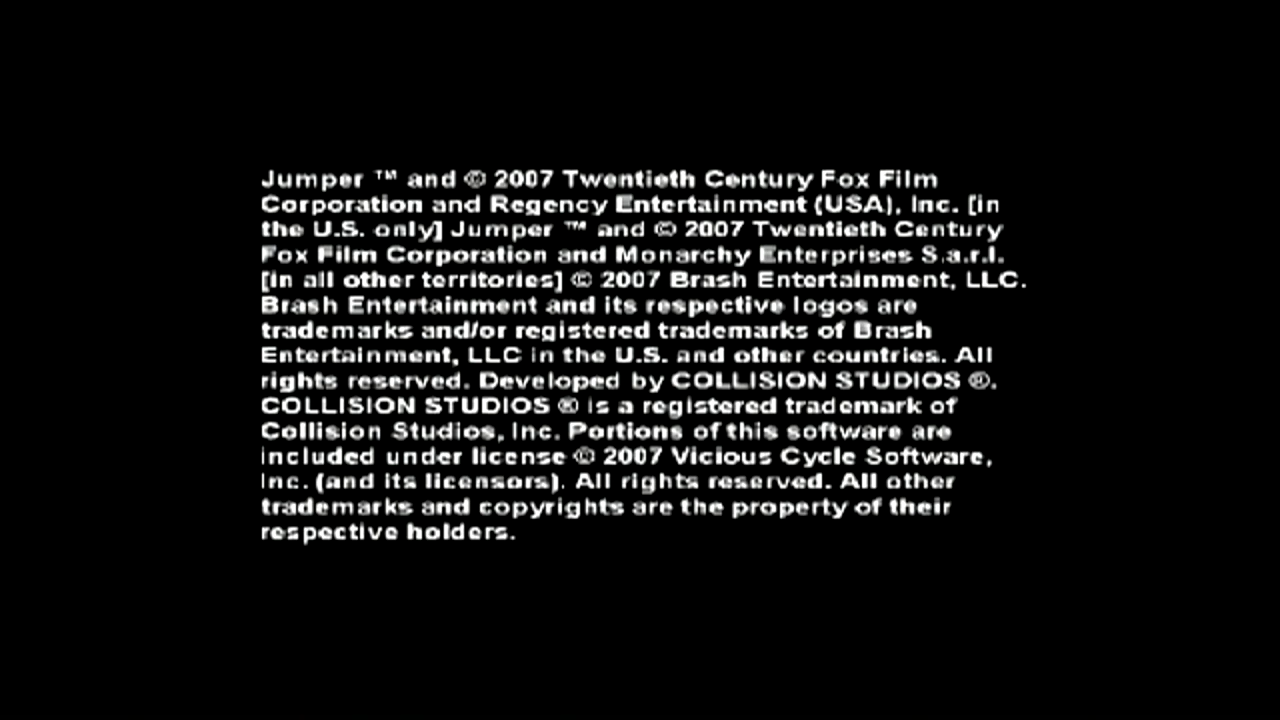 Jumper ™ and © 2007 Twentieth Century Fox Film
Corporation and Regency Entertainment (USA), Inc. [in
the U.S. only] Jumper ™ and © 2007 Twentieth Century
Fox Film Corporation and Monarchy Enterprises S.a.r.l.
[in all other territories] © 2007 Brash Entertainment, LLC.
Brash Entertainment and its respective logos are
trademarks and/or registered trademarks of Brash
Entertainment, LLC in the U.S. and other countries. All
rights reserved. Developed by COLLISION STUDIOS ®.
COLLISION STUDIOS ® is a registered trademark of
Collision Studios, Inc. Portions of this software are
included under license © 2007 Vicious Cycle Software,
Inc. (and its licensors). All rights reserved. All other
trademarks and copyrights are the property of their
respective holders.